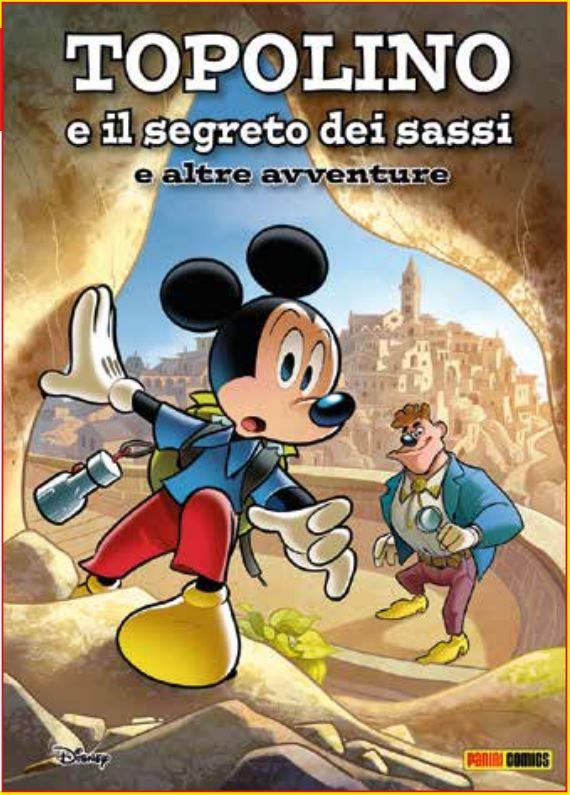 TOPOLINO
e il segreto dei sassi
e altre avventure
Disney
PANINI COMICS